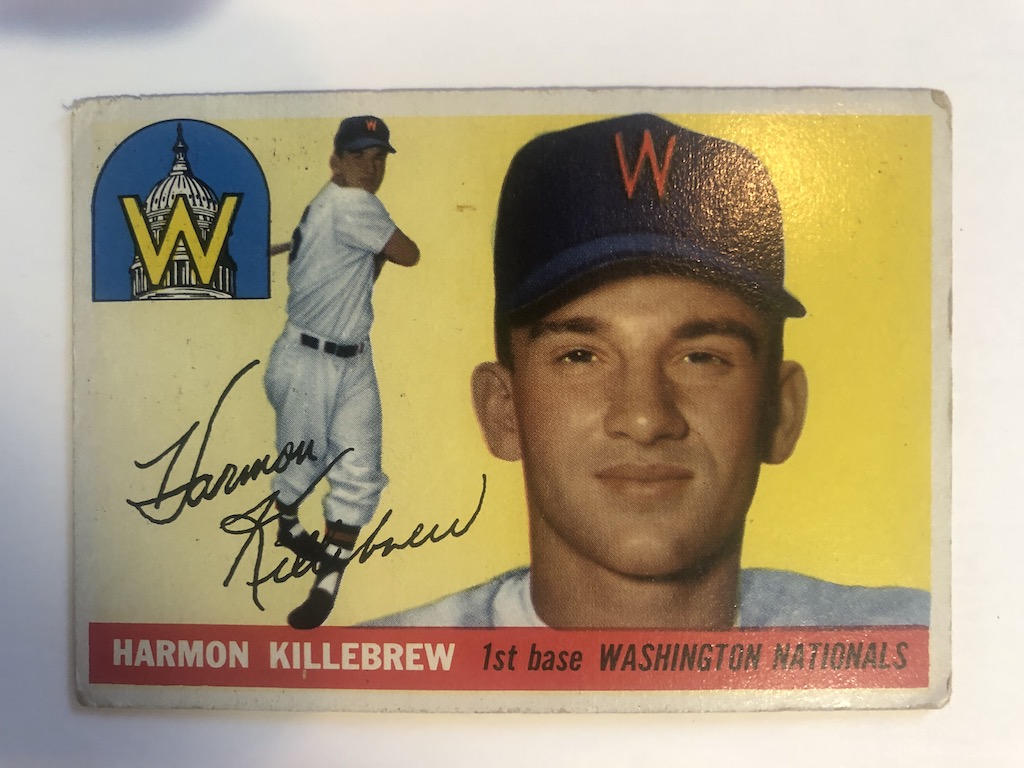 W
W
W
Harmon
Killebrew
HARMON KILLEBREW 1st base WASHINGTON NATIONALS